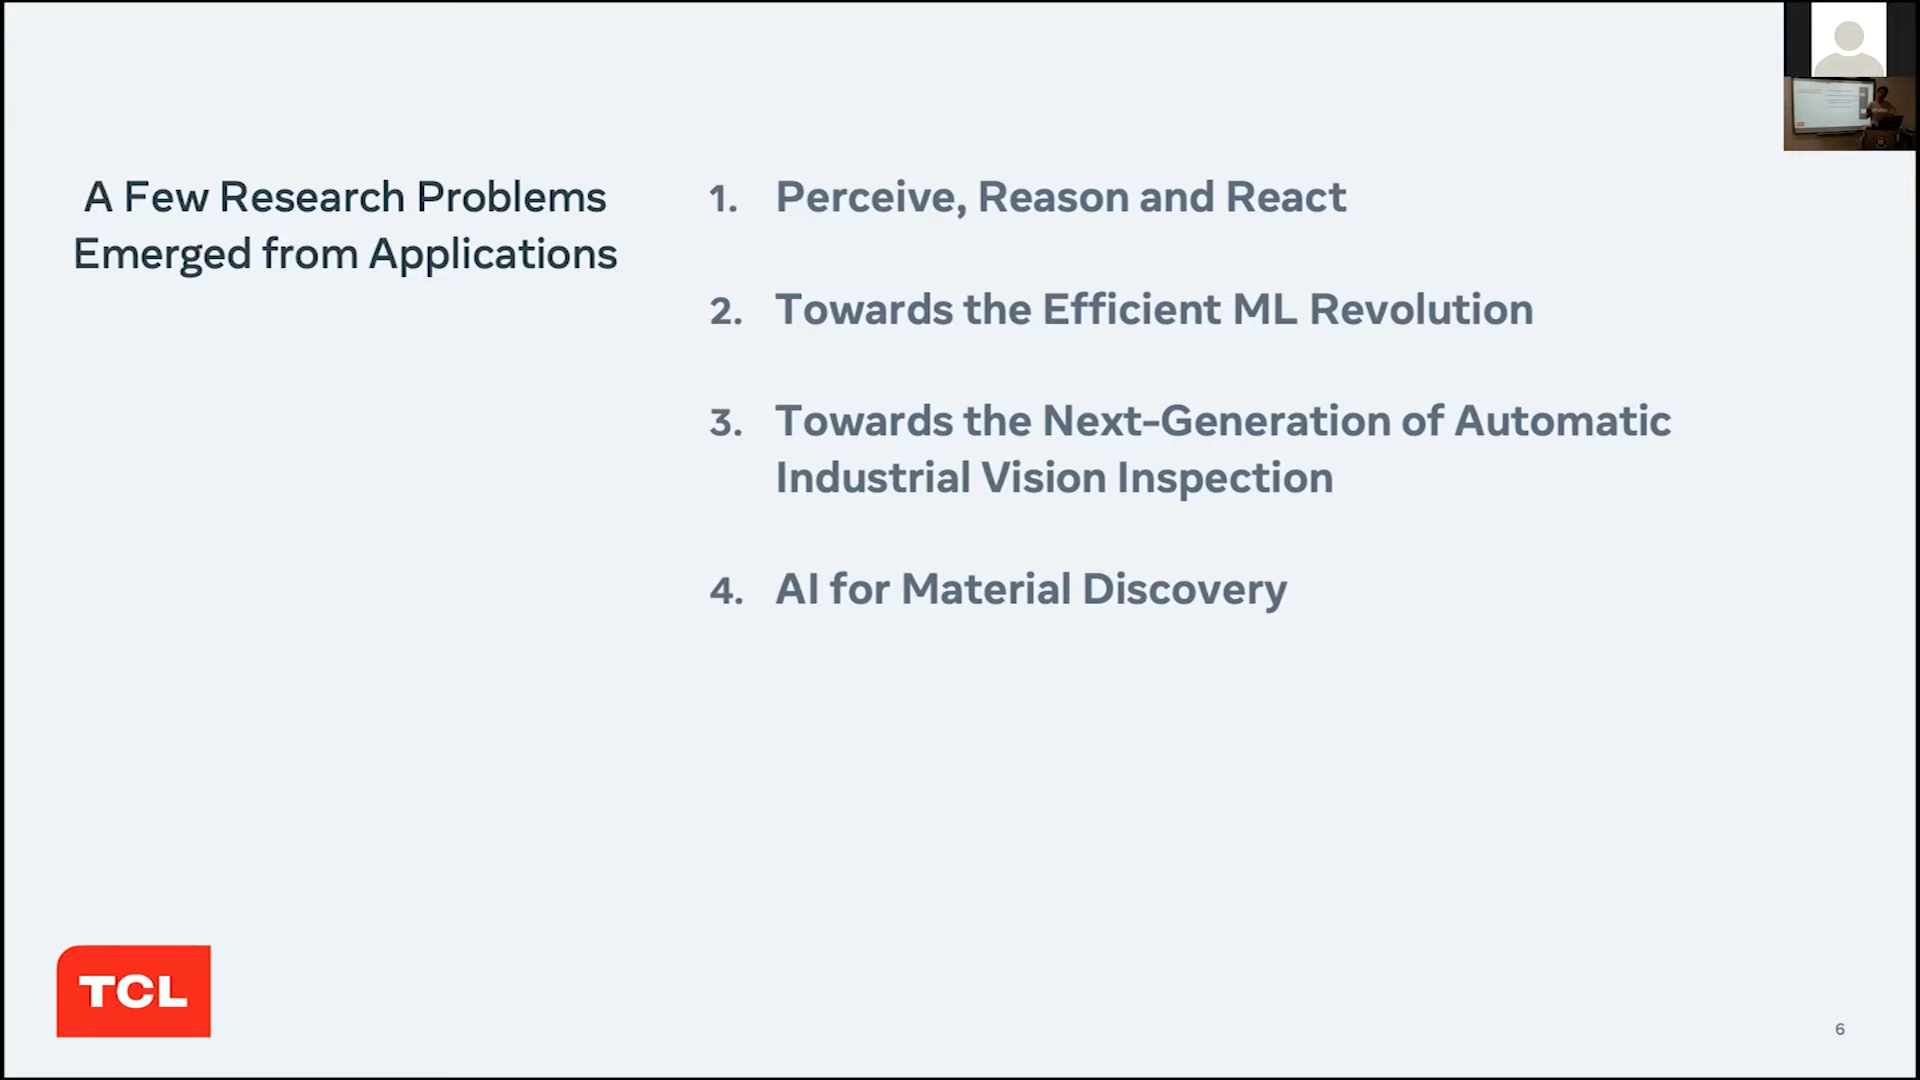 A Few Research Problems
Emerged from Applications
1. Perceive, Reason and React
2. Towards the Efficient ML Revolution
3. Towards the Next-Generation of Automatic
Industrial Vision Inspection
4. AI for Material Discovery
TCL
6